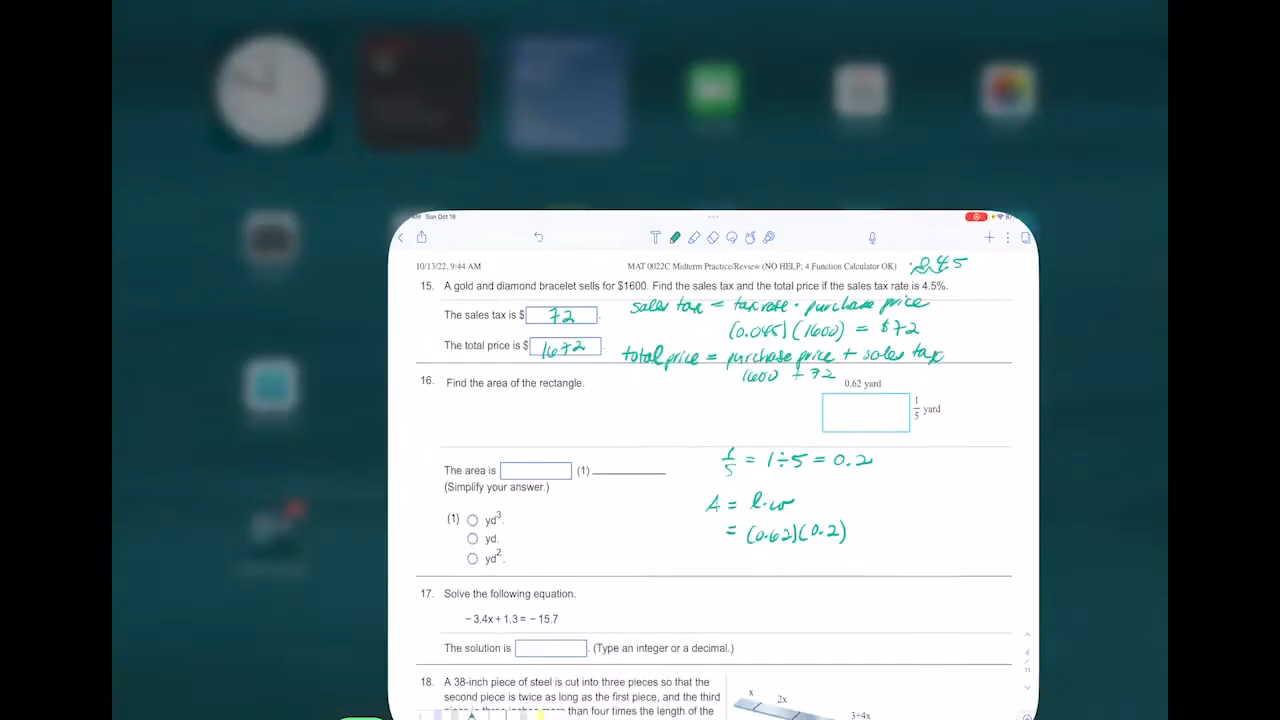 AM Sun Oct 16
10/13/22, 9:44 AM
MAT 0022C Midterm Practice/Review (NO HELP; 4 Function Calculator OK)
15. A gold and diamond bracelet sells for $1600. Find the sales tax and the total price if the sales tax rate is 4.5%.
sales tax = tax rate · purchase price
The sales tax is $ 72 .
(0.045)(1600) = $72
The total price is $ 1672 .
total price = purchase price + sales tax
1600 + 72
16. Find the area of the rectangle.
0.62 yard
1/5 yard
1/5 = 1÷5 = 0.2
The area is (1)
(Simplify your answer.)
A = l·w
= (0.62)(0.2)
(1) yd³.
yd.
yd².
17. Solve the following equation.
−3.4x + 1.3 = −15.7
The solution is . (Type an integer or a decimal.)
18. A 38-inch piece of steel is cut into three pieces so that the
second piece is twice as long as the first piece, and the third
than four times the length of the
x
2x
3+4x